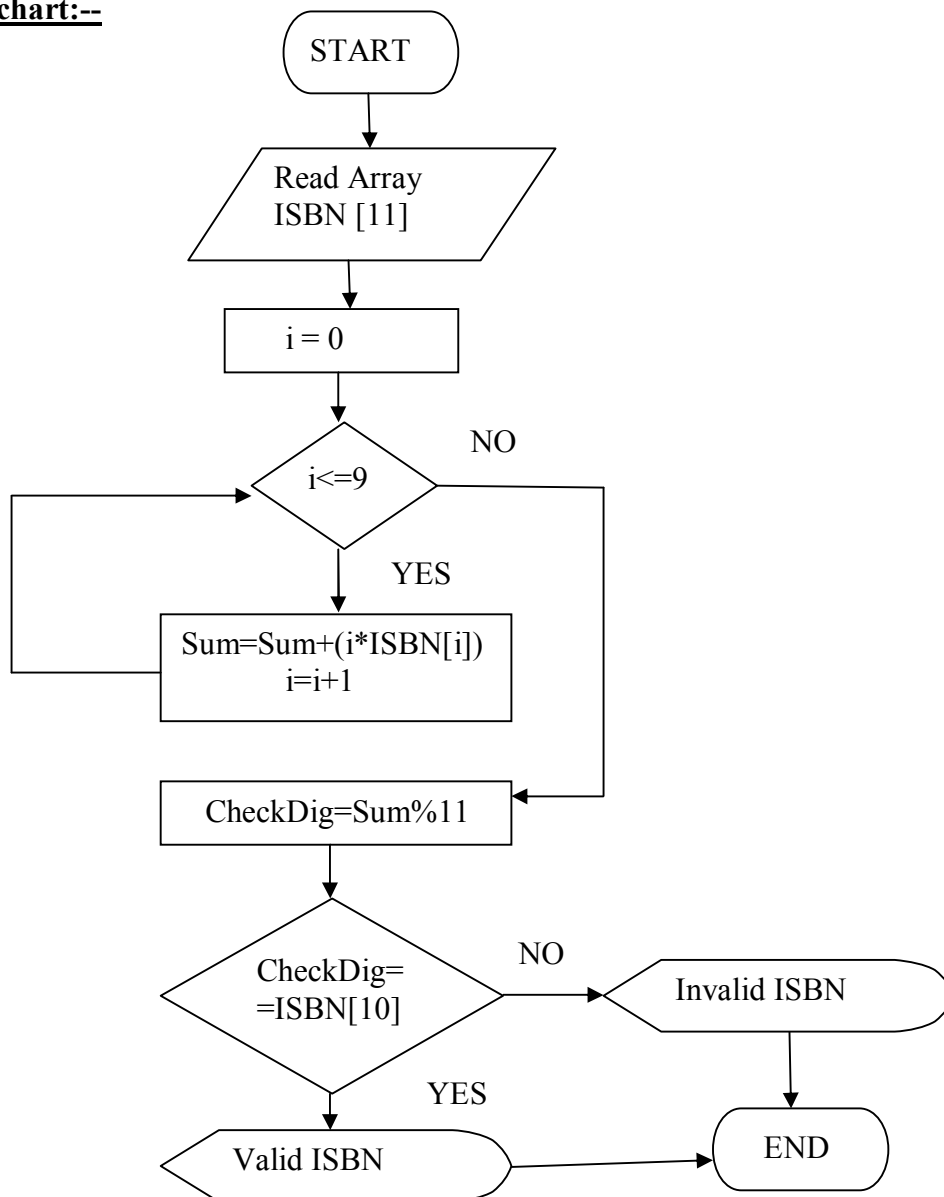 chart:--
START
Read Array
ISBN [11]
i = 0
i<=9
NO
YES
Sum=Sum+(i*ISBN[i])
i=i+1
CheckDig=Sum%11
CheckDig=
=ISBN[10]
NO
Invalid ISBN
YES
Valid ISBN
END